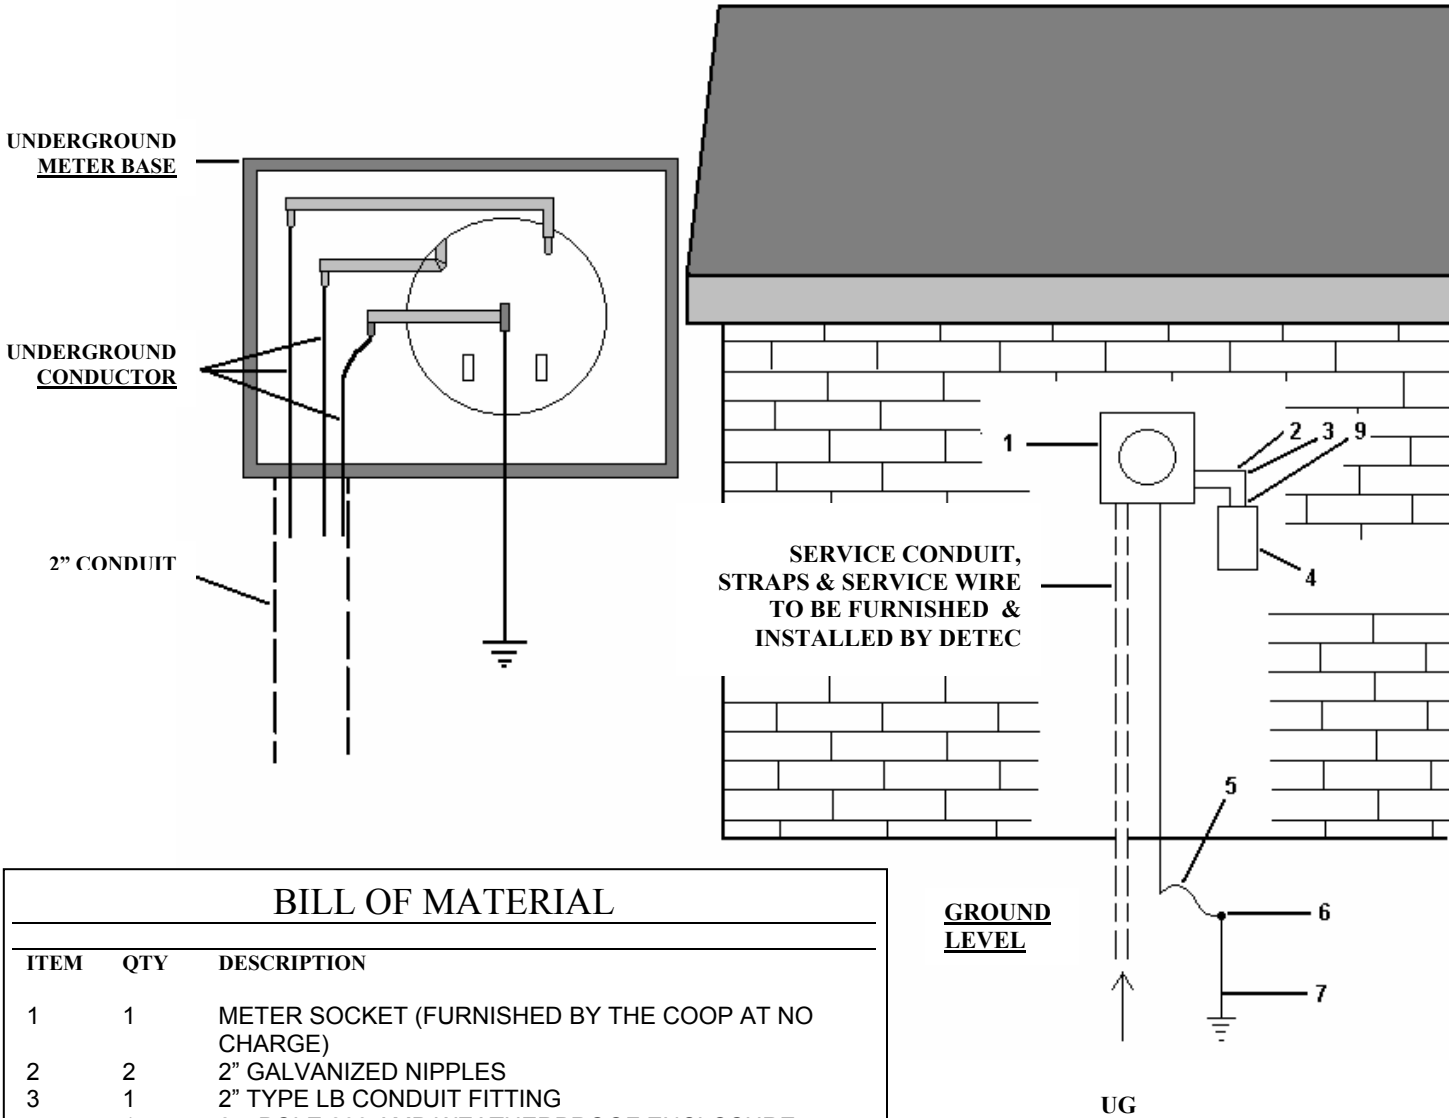 UNDERGROUND
METER BASE
UNDERGROUND
CONDUCTOR
2” CONDUIT
1
2 3 9
4
SERVICE CONDUIT,
STRAPS & SERVICE WIRE
TO BE FURNISHED &
INSTALLED BY DETEC
5
6
7
GROUND
LEVEL
UG
BILL OF MATERIAL
ITEM QTY DESCRIPTION
1 1 METER SOCKET (FURNISHED BY THE COOP AT NO
CHARGE)
2 2 2” GALVANIZED NIPPLES
3 1 2” TYPE LB CONDUIT FITTING